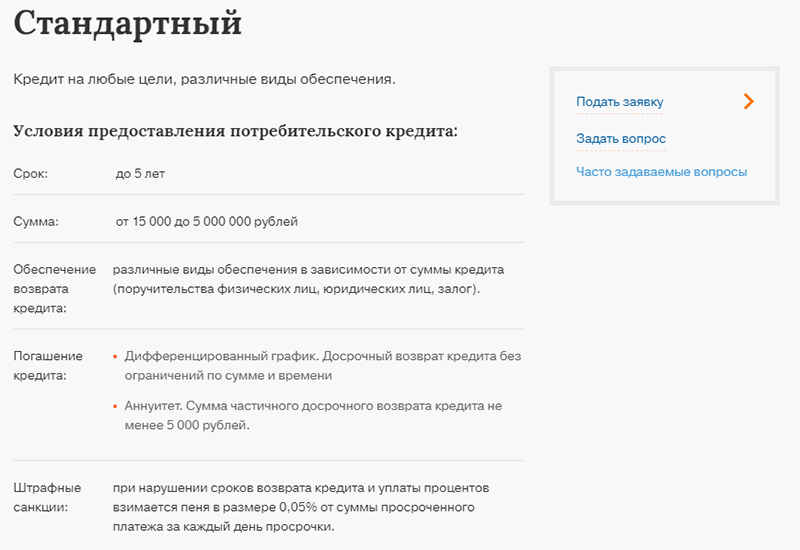 Стандартный
Кредит на любые цели, различные виды обеспечения.
Условия предоставления потребительского кредита:
Срок: до 5 лет
Сумма: от 15 000 до 5 000 000 рублей
Обеспечение различные виды обеспечения в зависимости от суммы кредита
возврата (поручительства физических лиц, юридических лиц, залог).
кредита:
Погашение • Дифференцированный график. Досрочный возврат кредита без
кредита: ограничений по сумме и времени
• Аннуитет. Сумма частичного досрочного возврата кредита не
менее 5 000 рублей.
Штрафные при нарушении сроков возврата кредита и уплаты процентов
санкции: взимается пеня в размере 0,05% от суммы просроченного
платежа за каждый день просрочки.
Подать заявку
Задать вопрос
Часто задаваемые вопросы